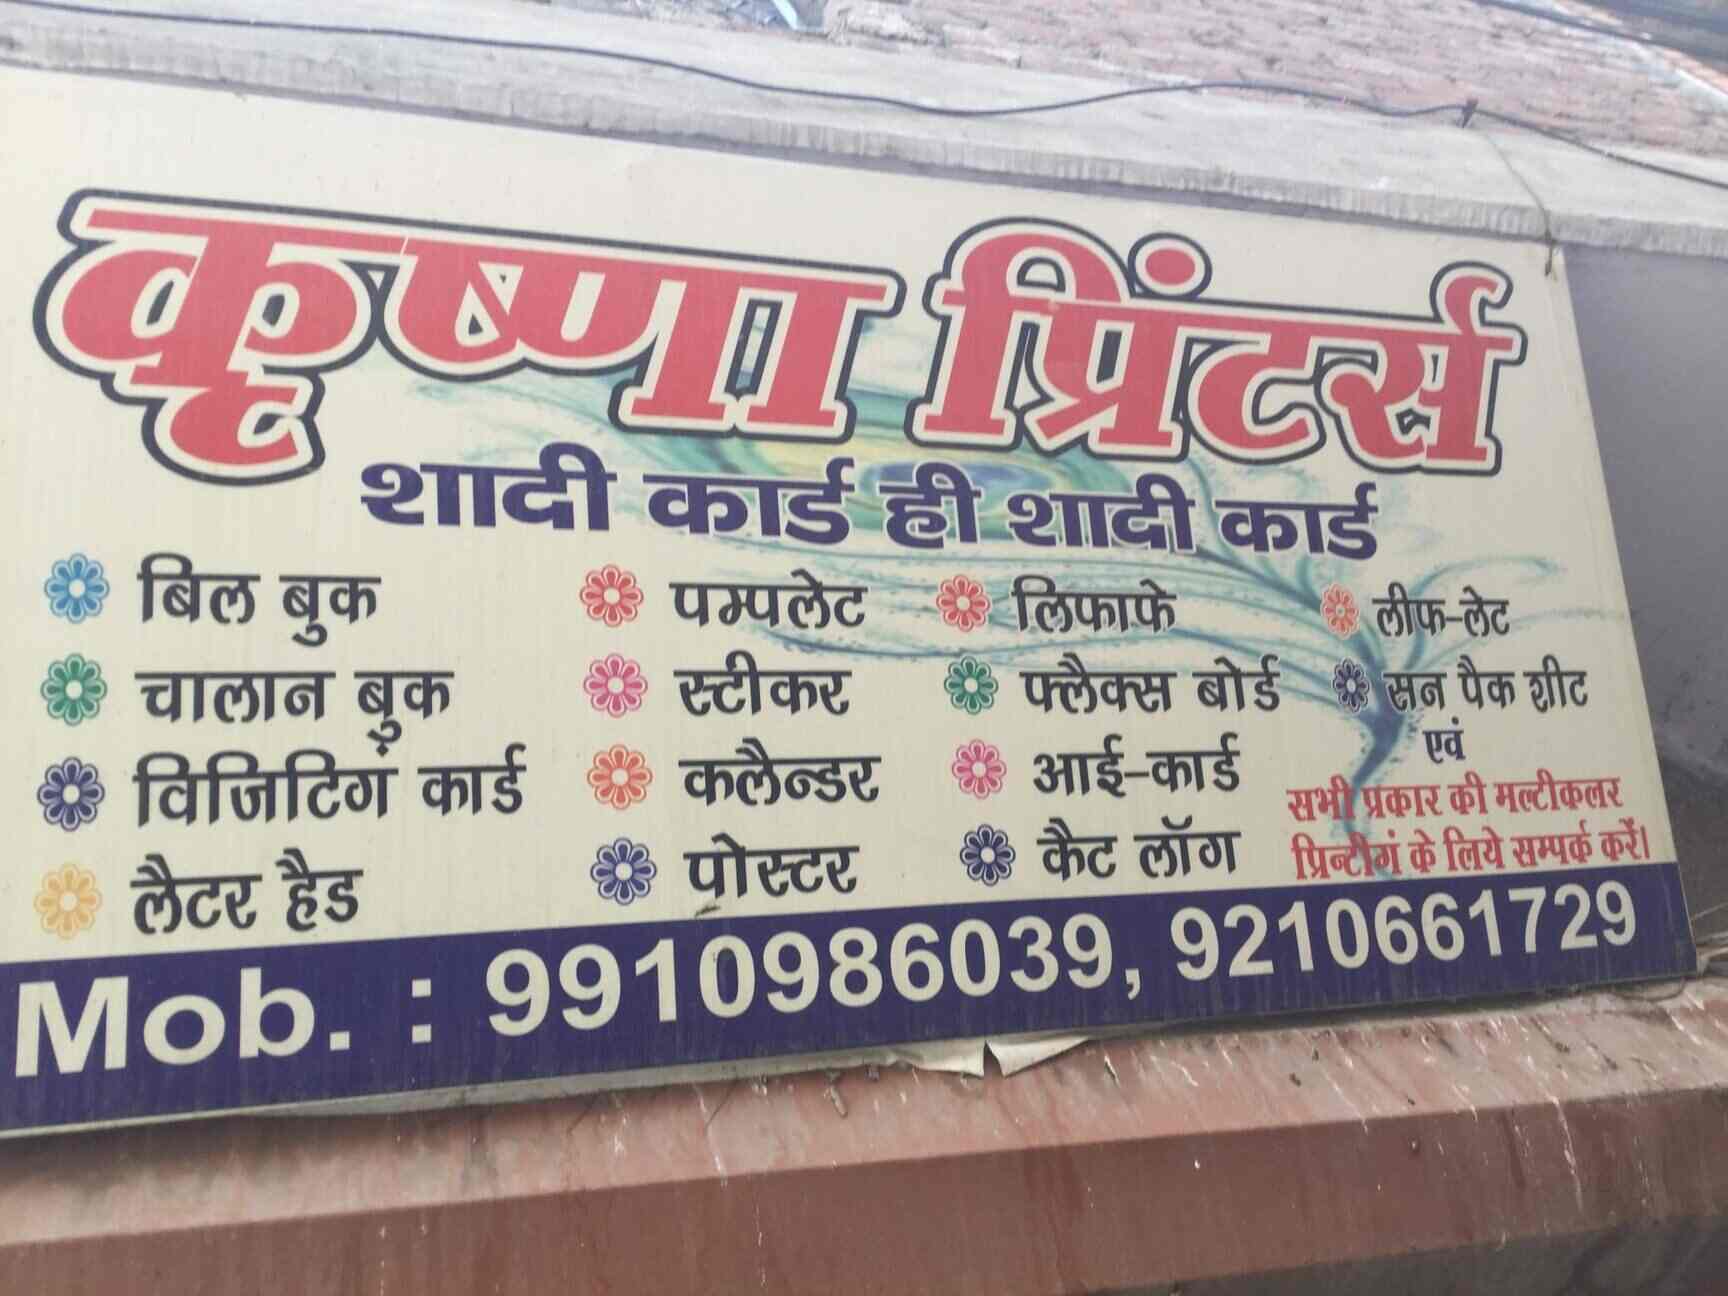 कृष्णा प्रिंटर्स
शादी कार्ड ही शादी कार्ड
बिल बुक
चालान बुक
विजिटिगं कार्ड
लैटर हैड
पम्पलेट
स्टीकर
कलैन्डर
पोस्टर
लिफाफे
फ्लैक्स बोर्ड
आई-कार्ड
कैट लॉग
लीफ-लेट
सन पैक शीट
एवं
सभी प्रकार की मल्टीकलर
प्रिन्टीगं के लिये सम्पर्क करें।
Mob. : 9910986039, 9210661729